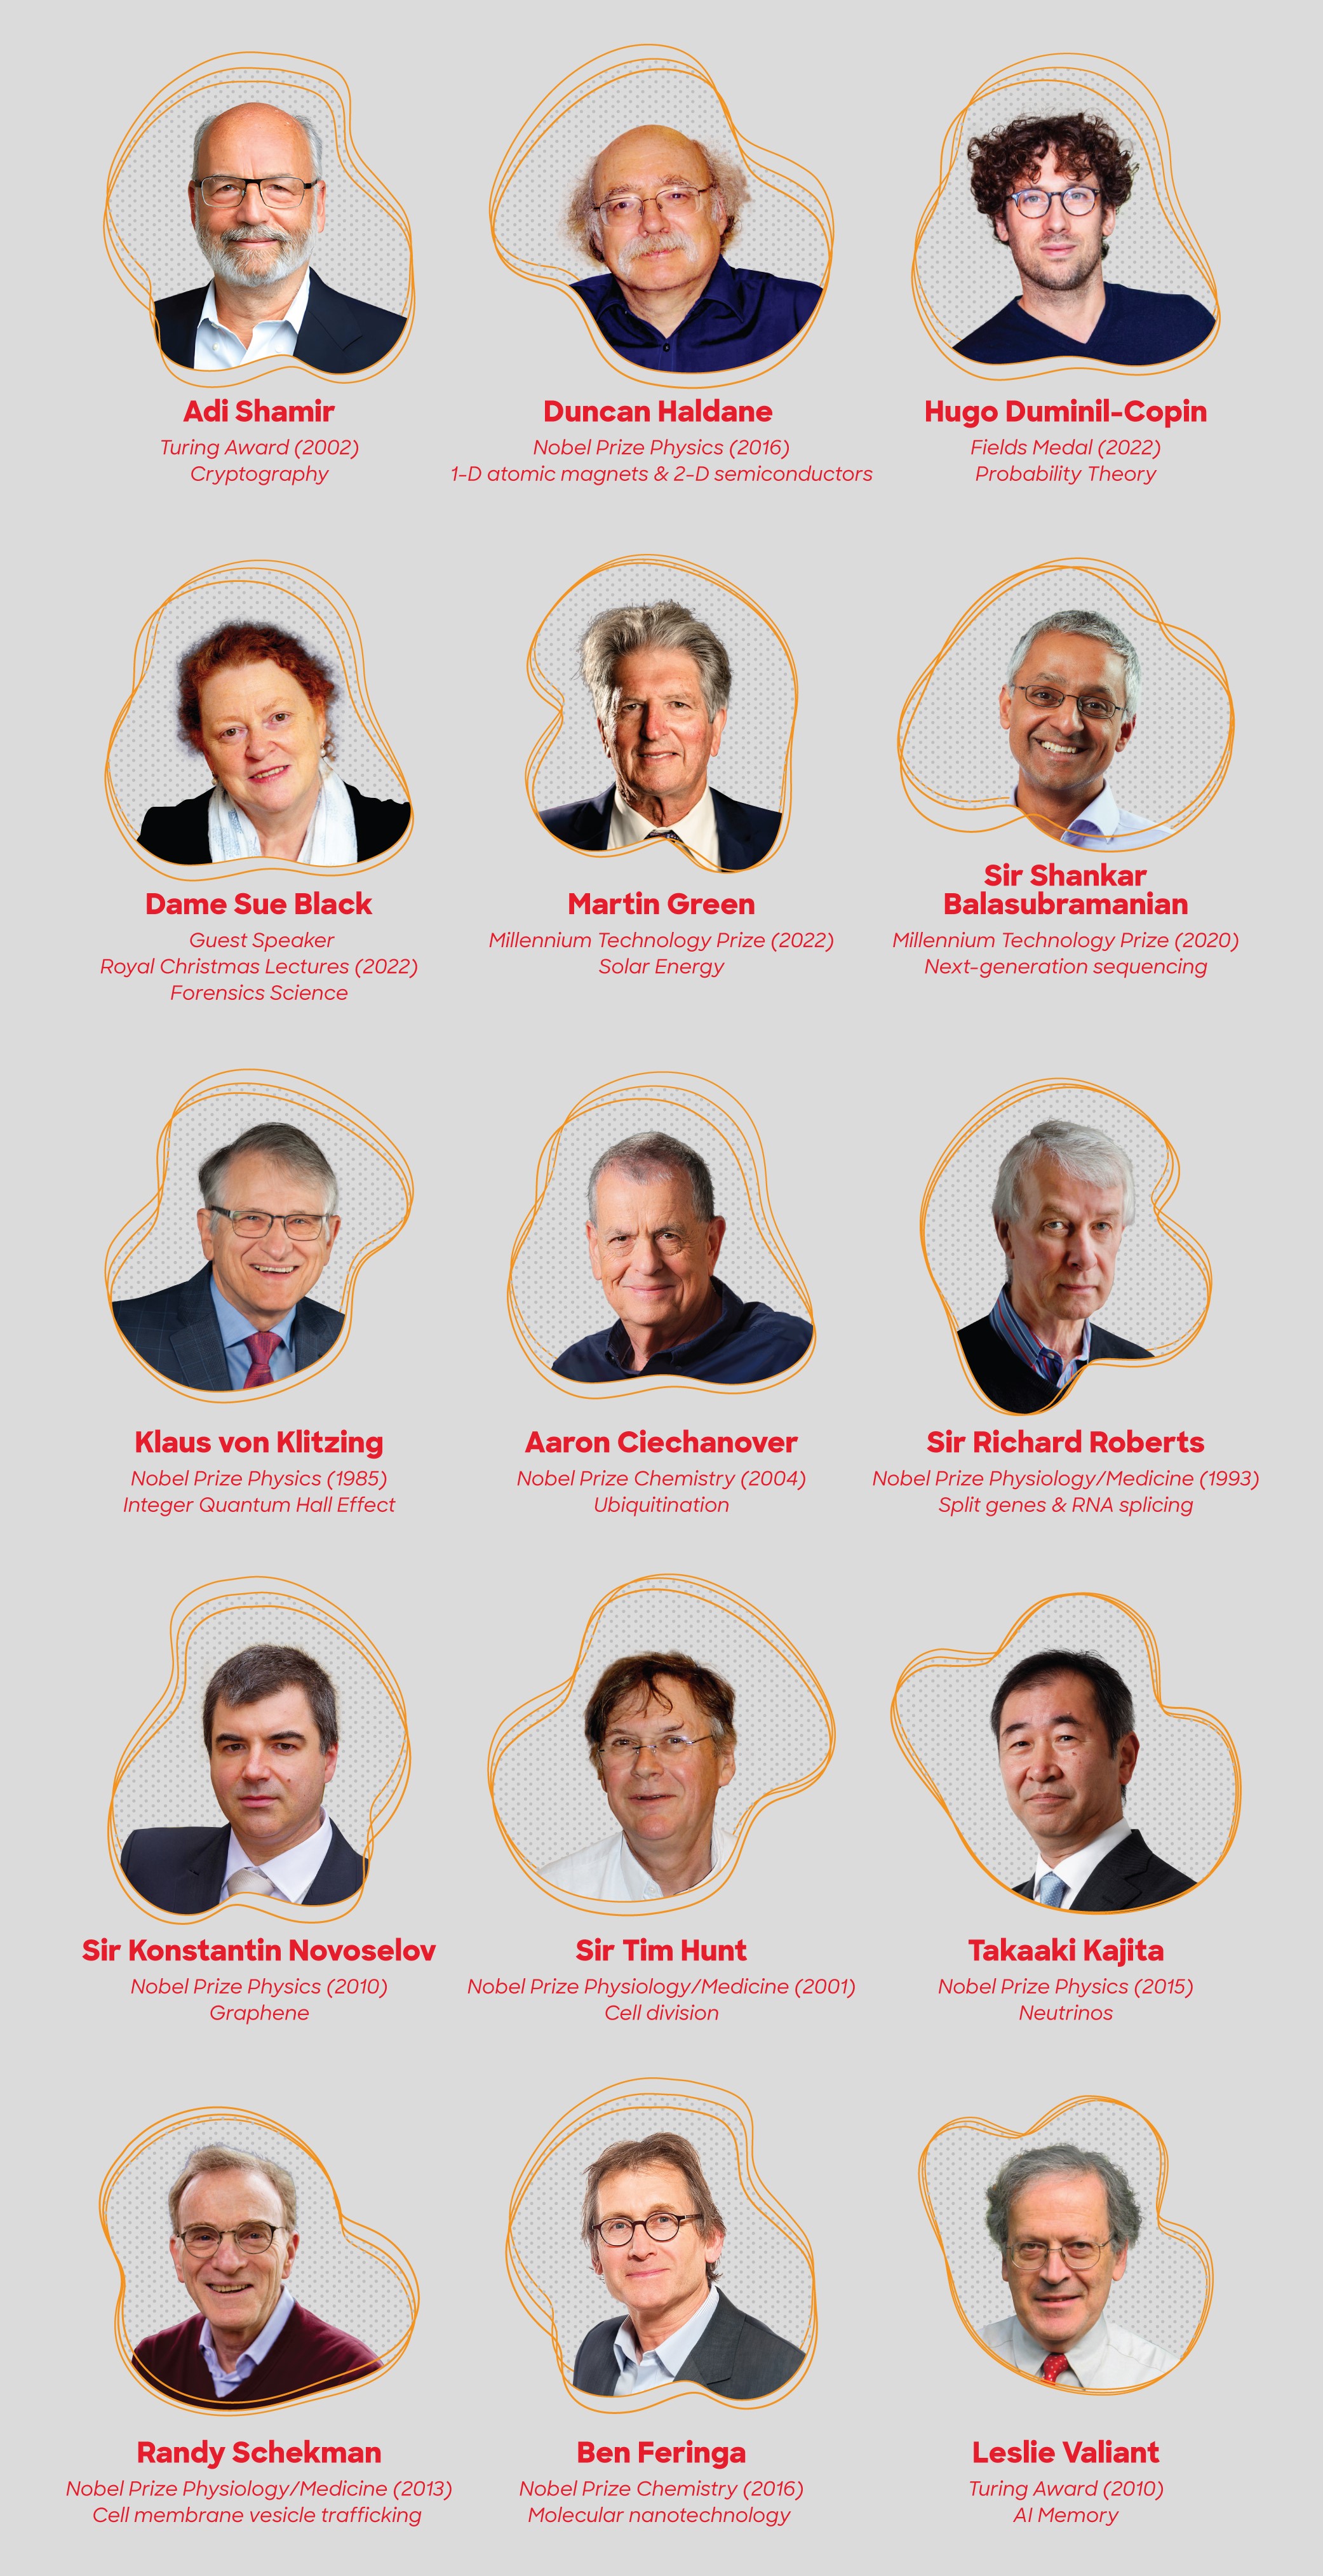 Adi Shamir
Turing Award (2002)
Cryptography
Duncan Haldane
Nobel Prize Physics (2016)
1-D atomic magnets & 2-D semiconductors
Hugo Duminil-Copin
Fields Medal (2022)
Probability Theory
Dame Sue Black
Guest Speaker
Royal Christmas Lectures (2022)
Forensics Science
Martin Green
Millennium Technology Prize (2022)
Solar Energy
Sir Shankar
Balasubramanian
Millennium Technology Prize (2020)
Next-generation sequencing
Klaus von Klitzing
Nobel Prize Physics (1985)
Integer Quantum Hall Effect
Aaron Ciechanover
Nobel Prize Chemistry (2004)
Ubiquitination
Sir Richard Roberts
Nobel Prize Physiology/Medicine (1993)
Split genes & RNA splicing
Sir Konstantin Novoselov
Nobel Prize Physics (2010)
Graphene
Sir Tim Hunt
Nobel Prize Physiology/Medicine (2001)
Cell division
Takaaki Kajita
Nobel Prize Physics (2015)
Neutrinos
Randy Schekman
Nobel Prize Physiology/Medicine (2013)
Cell membrane vesicle trafficking
Ben Feringa
Nobel Prize Chemistry (2016)
Molecular nanotechnology
Leslie Valiant
Turing Award (2010)
AI Memory